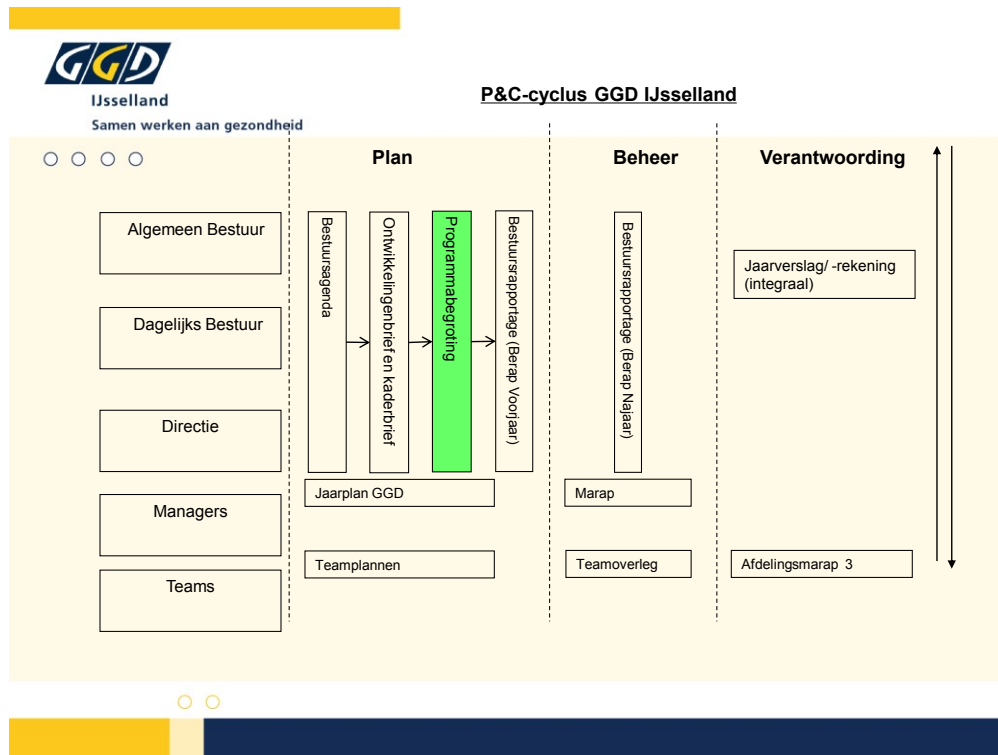 GGD
IJsselland
Samen werken aan gezondheid
P&C-cyclus GGD IJsselland
Plan
Beheer
Verantwoording
Algemeen Bestuur
Dagelijks Bestuur
Directie
Managers
Teams
Bestuursagenda
Ontwikkelingenbrief en kaderbrief
Programmabegroting
Bestuursrapportage (Berap Voorjaar)
Jaarplan GGD
Teamplannen
Bestuursrapportage (Berap Najaar)
Marap
Teamoverleg
Jaarverslag/ -rekening
(integraal)
Afdelingsmarap 3